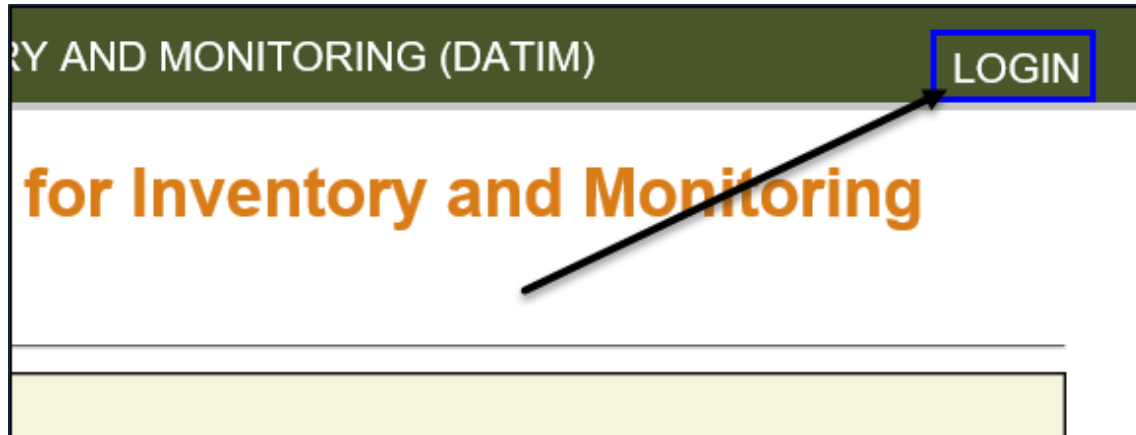 RY AND MONITORING (DATIM)
LOGIN
for Inventory and Monitoring